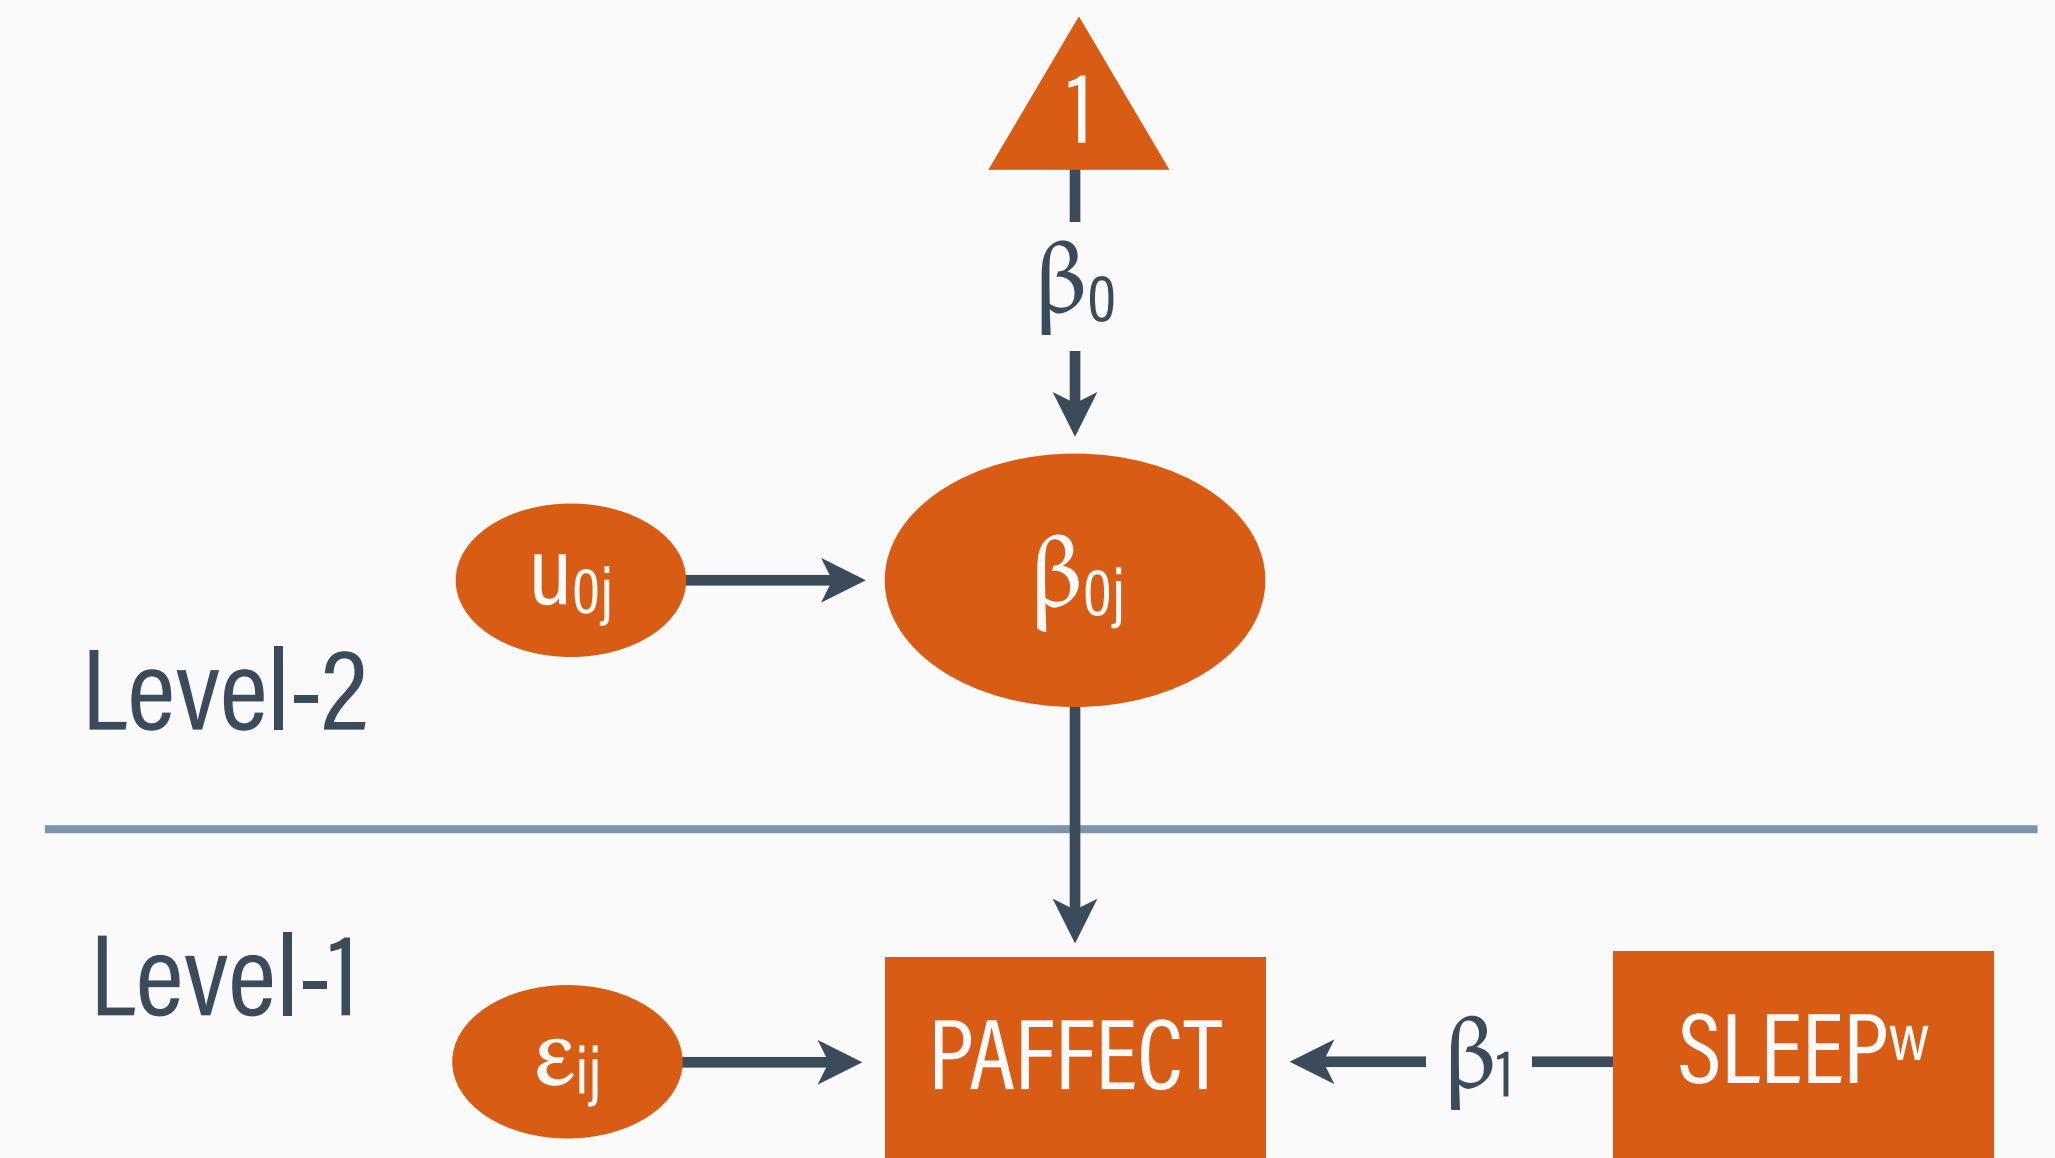 1
β₀
u₀ⱼ
β₀ⱼ
Level-2
Level-1
εᵢⱼ
PAFFECT
β₁
SLEEPʷ